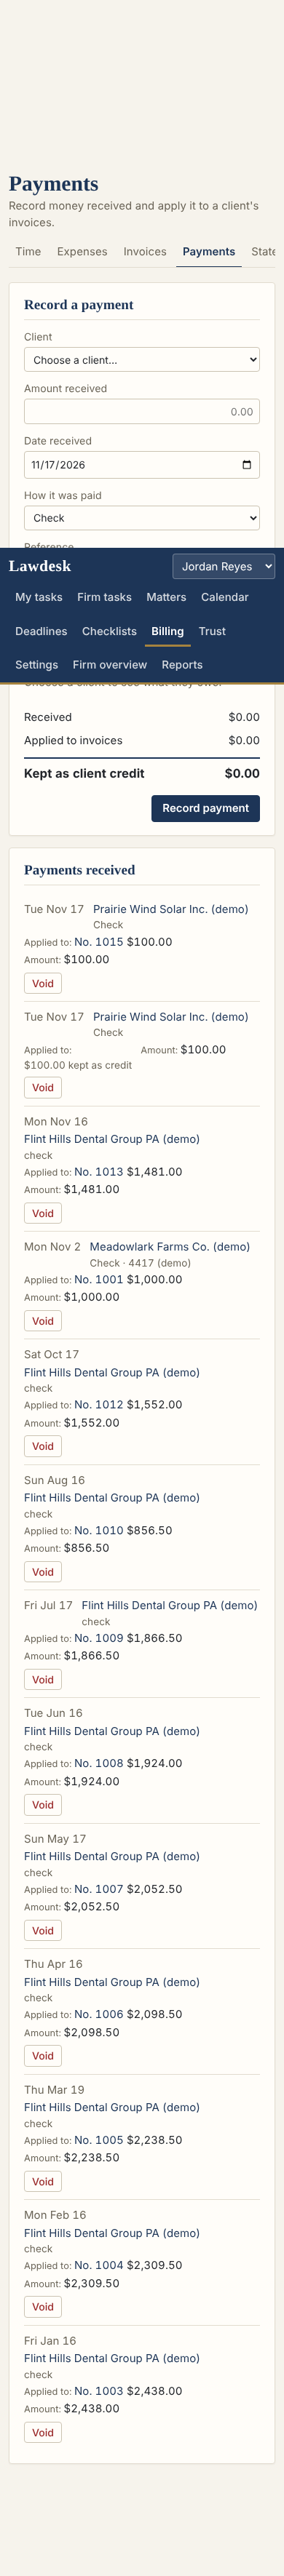 Payments
Record money received and apply it to a client's
invoices.
Time Expenses Invoices Payments State
Record a payment
Client
Choose a client...
Amount received
0.00
Date received
11/17/2026
How it was paid
Check
Lawdesk Jordan Reyes
My tasks Firm tasks Matters Calendar
Deadlines Checklists Billing Trust
Settings Firm overview Reports
Received $0.00
Applied to invoices $0.00
Kept as client credit $0.00
Record payment
Payments received
Tue Nov 17 Prairie Wind Solar Inc. (demo)
Check
Applied to: No. 1015 $100.00
Amount: $100.00
Void
Tue Nov 17 Prairie Wind Solar Inc. (demo)
Check
Applied to: Amount: $100.00
$100.00 kept as credit
Void
Mon Nov 16
Flint Hills Dental Group PA (demo)
check
Applied to: No. 1013 $1,481.00
Amount: $1,481.00
Void
Mon Nov 2 Meadowlark Farms Co. (demo)
Check · 4417 (demo)
Applied to: No. 1001 $1,000.00
Amount: $1,000.00
Void
Sat Oct 17
Flint Hills Dental Group PA (demo)
check
Applied to: No. 1012 $1,552.00
Amount: $1,552.00
Void
Sun Aug 16
Flint Hills Dental Group PA (demo)
check
Applied to: No. 1010 $856.50
Amount: $856.50
Void
Fri Jul 17 Flint Hills Dental Group PA (demo)
check
Applied to: No. 1009 $1,866.50
Amount: $1,866.50
Void
Tue Jun 16
Flint Hills Dental Group PA (demo)
check
Applied to: No. 1008 $1,924.00
Amount: $1,924.00
Void
Sun May 17
Flint Hills Dental Group PA (demo)
check
Applied to: No. 1007 $2,052.50
Amount: $2,052.50
Void
Thu Apr 16
Flint Hills Dental Group PA (demo)
check
Applied to: No. 1006 $2,098.50
Amount: $2,098.50
Void
Thu Mar 19
Flint Hills Dental Group PA (demo)
check
Applied to: No. 1005 $2,238.50
Amount: $2,238.50
Void
Mon Feb 16
Flint Hills Dental Group PA (demo)
check
Applied to: No. 1004 $2,309.50
Amount: $2,309.50
Void
Fri Jan 16
Flint Hills Dental Group PA (demo)
check
Applied to: No. 1003 $2,438.00
Amount: $2,438.00
Void